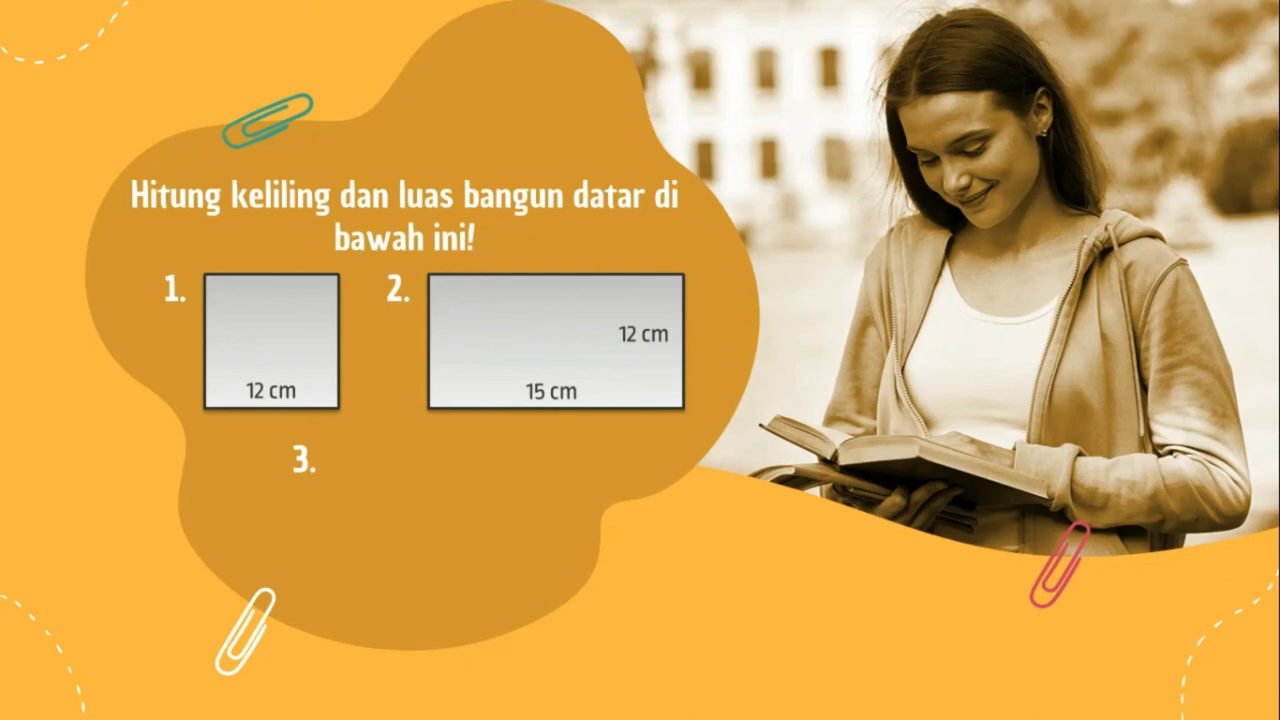 Hitung keliling dan luas bangun datar di
bawah ini!
1.
12 cm
2.
12 cm
15 cm
3.